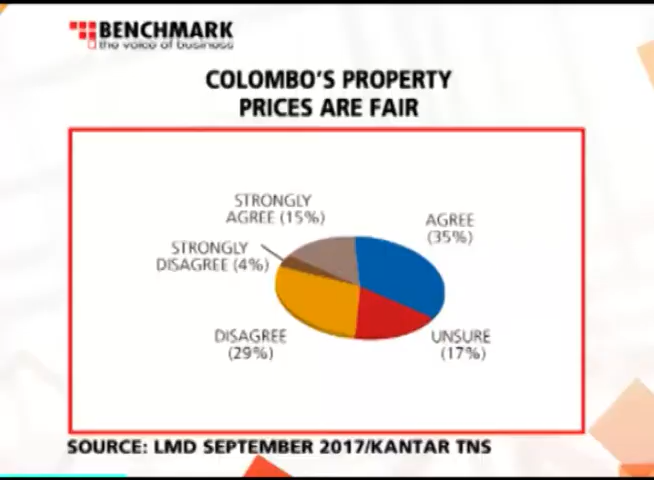 BENCHMARK
the voice of business
COLOMBO'S PROPERTY
PRICES ARE FAIR
STRONGLY
AGREE (15%)
AGREE
(35%)
STRONGLY
DISAGREE (4%)
DISAGREE
(29%)
UNSURE
(17%)
SOURCE: LMD SEPTEMBER 2017/KANTAR TNS